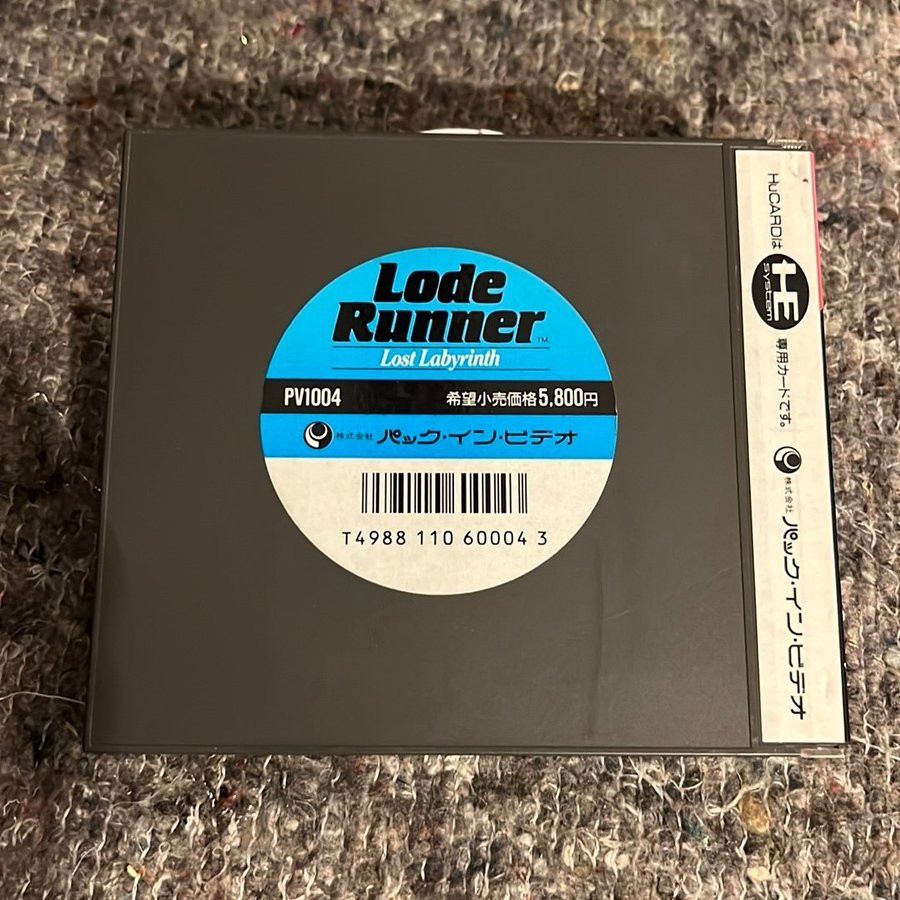 Lode
Runner™
Lost Labyrinth
PV1004 希望小売価格5,800円
株式会社 パック・イン・ビデオ
T4988 110 60004 3
HuCARDは HE system 専用カードです。 株式会社 パック・イン・ビデオ